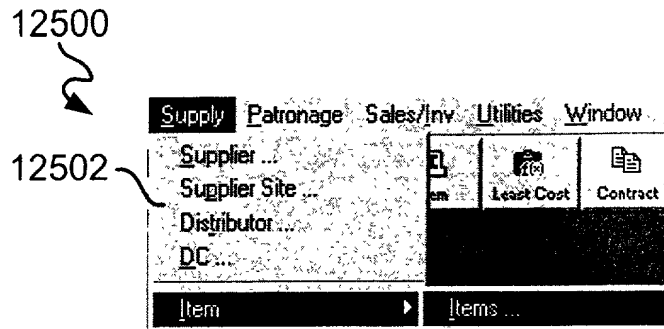 12500
Supply Patronage Sales/Inv Utilities Window
12502
Supplier ...
Supplier Site ...
Distributor ...
DC ...
Least Cost Contract
Item Items ...